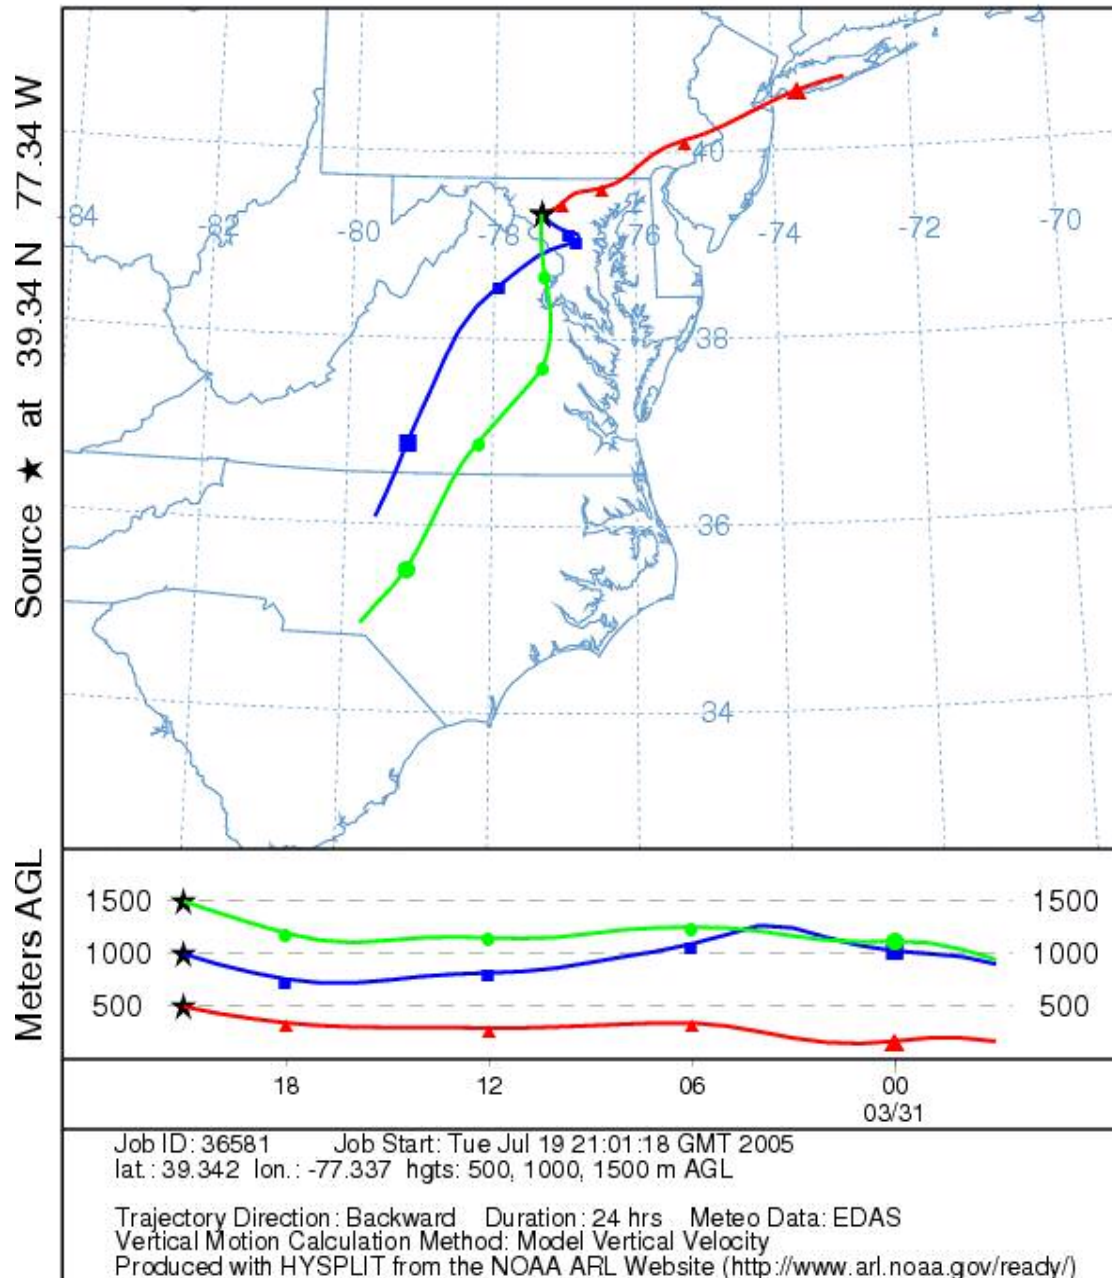 Source ★ at 39.34 N 77.34 W
40
-84 -82 -80 -78 76 -74 -72 -70
38
36
34
Meters AGL
1500 1500
1000 1000
500 500
18 12 06 00
03/31
Job ID: 36581 Job Start: Tue Jul 19 21:01:18 GMT 2005
lat.: 39.342 lon.: -77.337 hgts: 500, 1000, 1500 m AGL
Trajectory Direction: Backward Duration: 24 hrs Meteo Data: EDAS
Vertical Motion Calculation Method: Model Vertical Velocity
Produced with HYSPLIT from the NOAA ARL Website (http://www.arl.noaa.gov/ready/)